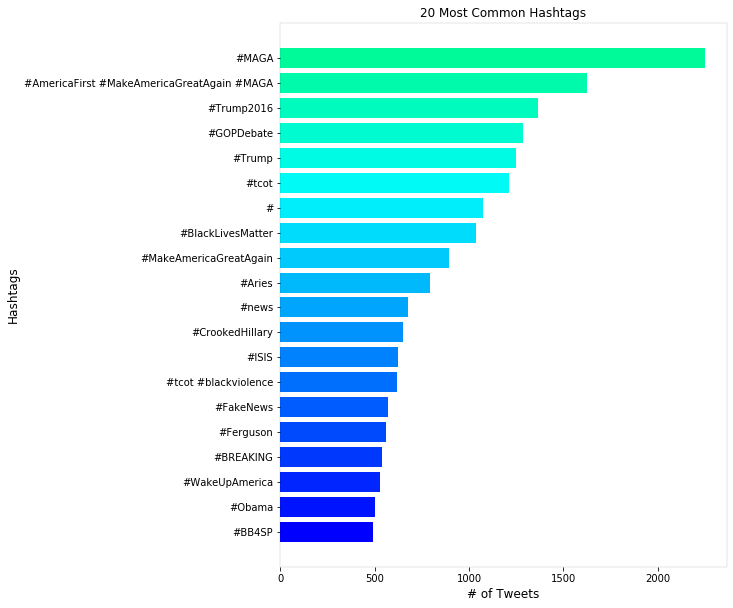 20 Most Common Hashtags
#MAGA
#AmericaFirst #MakeAmericaGreatAgain #MAGA
#Trump2016
#GOPDebate
#Trump
#tcot
#
#BlackLivesMatter
#MakeAmericaGreatAgain
#Aries
#news
#CrookedHillary
#ISIS
#tcot #blackviolence
#FakeNews
#Ferguson
#BREAKING
#WakeUpAmerica
#Obama
#BB4SP
Hashtags
0 500 1000 1500 2000
# of Tweets